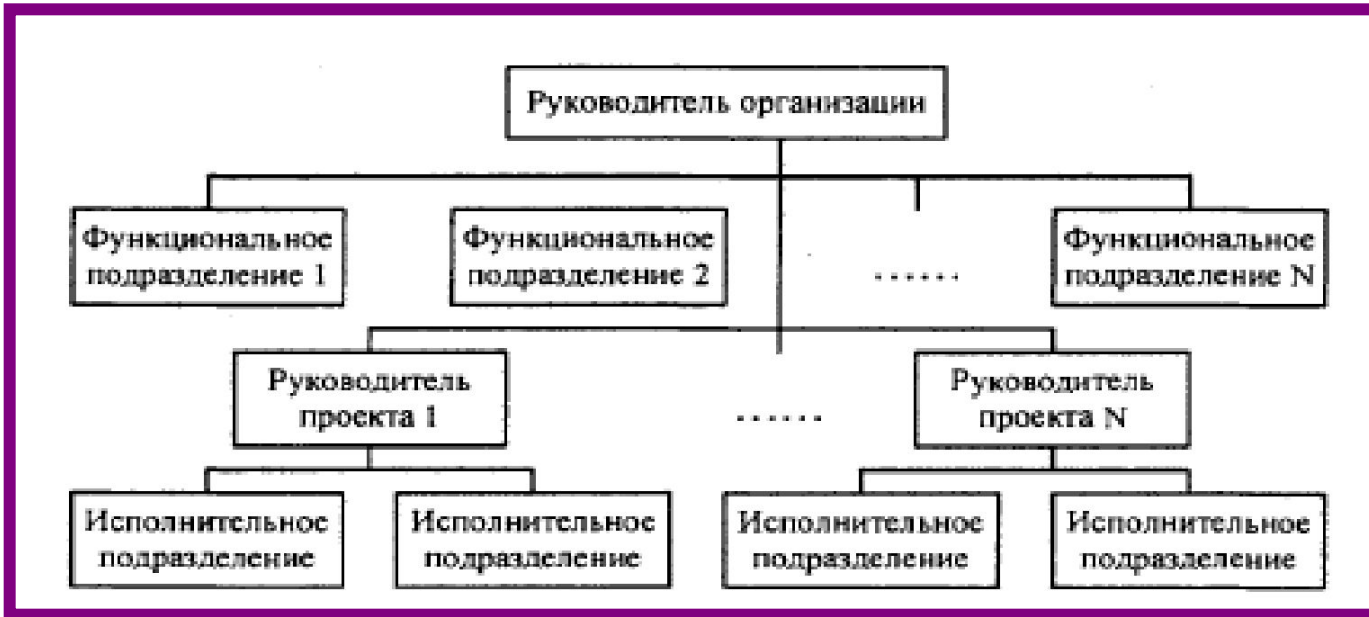 Руководитель организации
Функциональное
подразделение 1
Функциональное
подразделение 2
......
Функциональное
подразделение N
Руководитель
проекта 1
......
Руководитель
проекта N
Исполнительное
подразделение
Исполнительное
подразделение
Исполнительное
подразделение
Исполнительное
подразделение